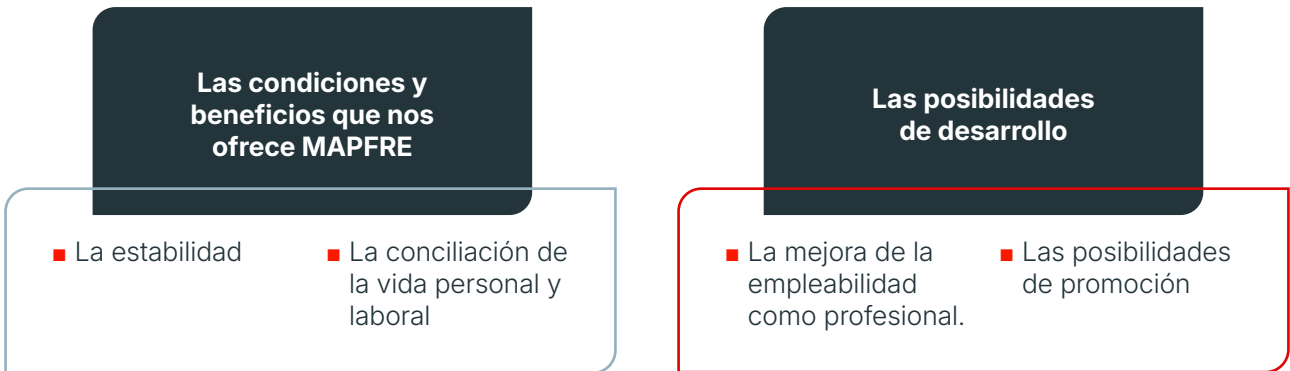 Las condiciones y
beneficios que nos
ofrece MAPFRE
La estabilidad
La conciliación de
la vida personal y
laboral
Las posibilidades
de desarrollo
La mejora de la
empleabilidad
como profesional.
Las posibilidades
de promoción